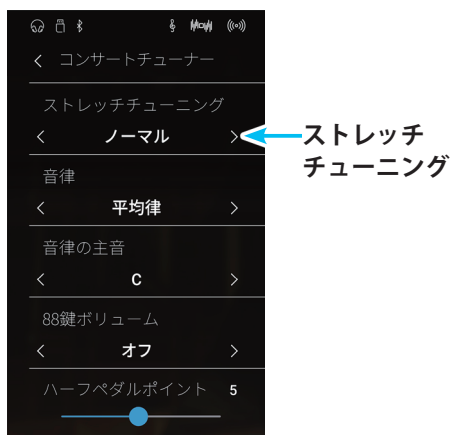 コンサートチューナー
ストレッチチューニング
ノーマル
ストレッチ
チューニング
音律
平均律
音律の主音
C
88鍵ボリューム
オフ
ハーフペダルポイント 5